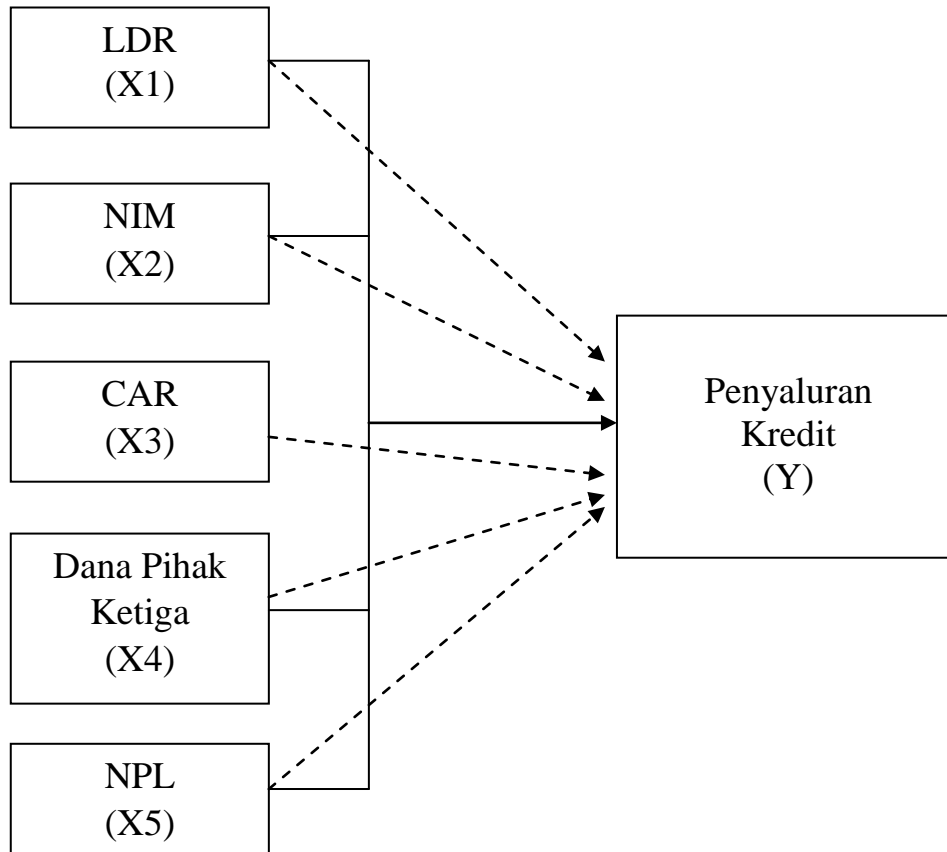 LDR
(X1)
NIM
(X2)
CAR
(X3)
Dana Pihak
Ketiga
(X4)
NPL
(X5)
Penyaluran
Kredit
(Y)